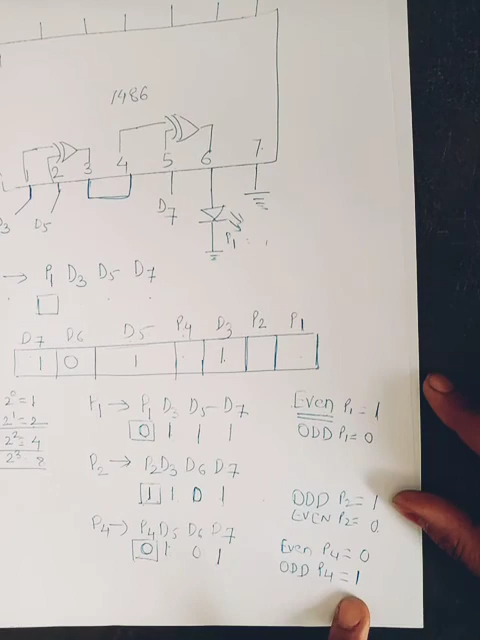 7486
1 2 3 4 5 6 7
D3 D5 D7
P1
→ P1 D3 D5 D7
D7 D6 D5 P4 D3 P2 P1
1 0 1 1
2⁰=1
2¹=2
2²=4
2³ 8
P1 → P1 D3 D5 D7
0 1 1 1
Even P1 = 1
ODD P1 = 0
P2 → P2 D3 D6 D7
1 1 0 1
ODD P2 = 1
EVEN P2 = 0
P4 → P4 D5 D6 D7
0 1 0 1
Even P4 = 0
ODD P4 = 1